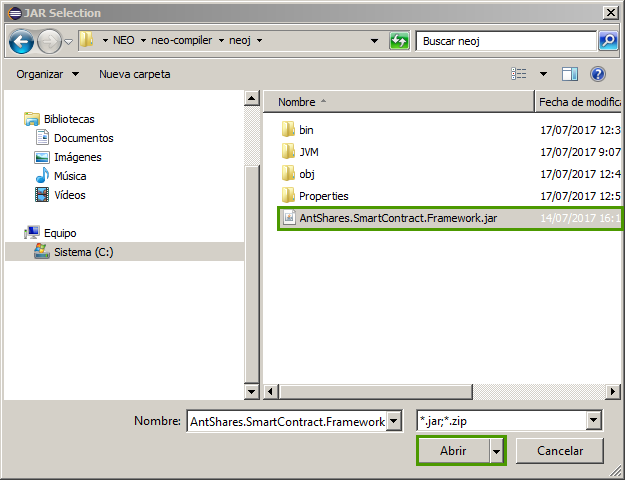 JAR Selection
NEO neo-compiler neoj
Buscar neoj
Organizar Nueva carpeta
Nombre Fecha de modifica
Bibliotecas
Documentos
Imágenes
Música
Vídeos
Equipo
Sistema (C:)
bin 17/07/2017 12:3
JVM 17/07/2017 9:07
obj 17/07/2017 12:4
Properties 17/07/2017 12:5
AntShares.SmartContract.Framework.jar 14/07/2017 16:1
Nombre: AntShares.SmartContract.Framework *.jar;*.zip
Abrir Cancelar